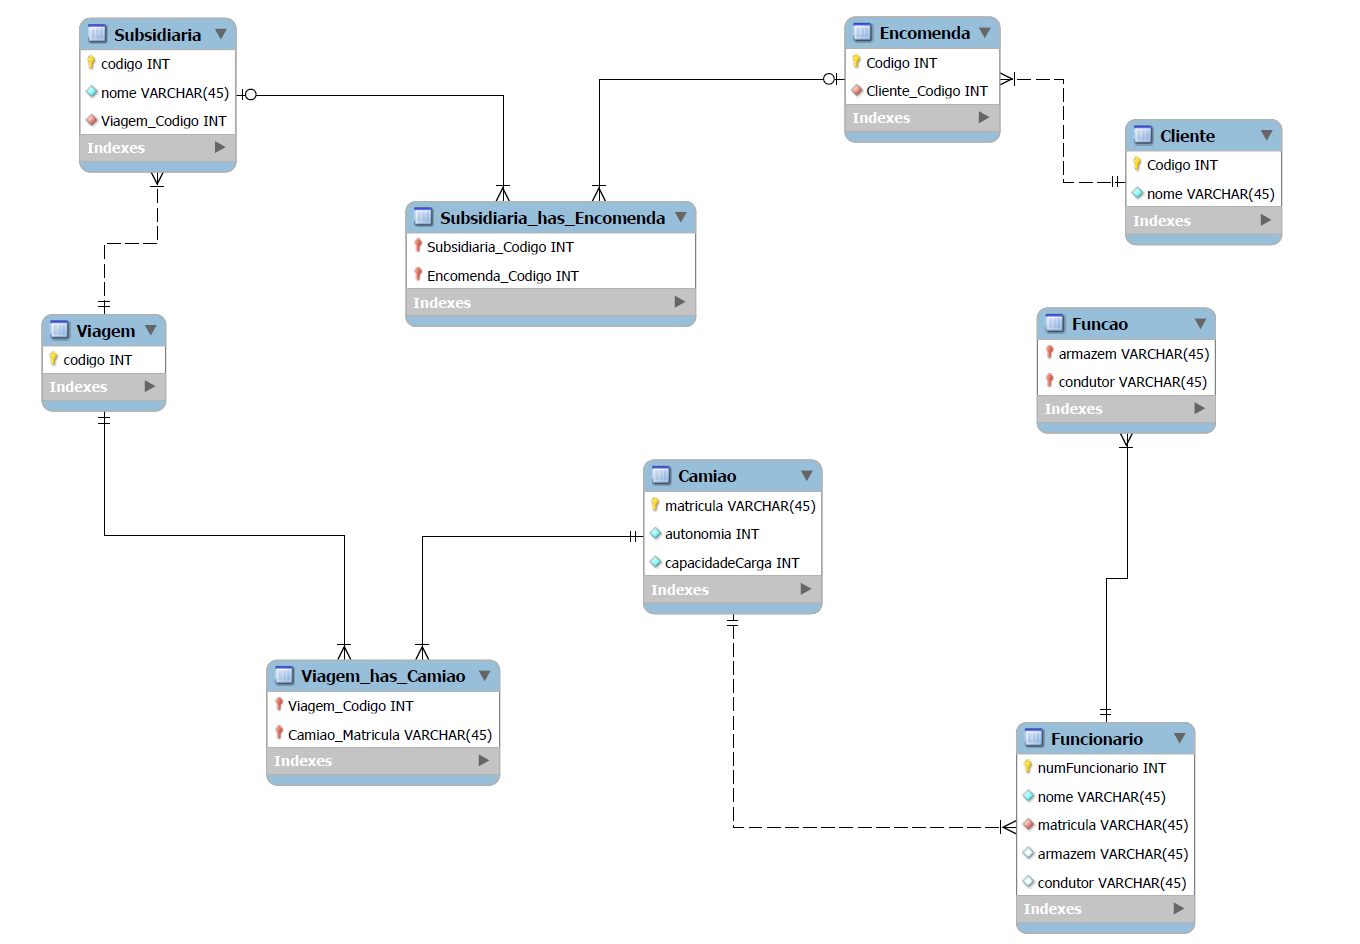 Subsidiaria
codigo INT
nome VARCHAR(45)
Viagem_Codigo INT
Indexes
Encomenda
Codigo INT
Cliente_Codigo INT
Indexes
Cliente
Codigo INT
nome VARCHAR(45)
Indexes
Subsidiaria_has_Encomenda
Subsidiaria_Codigo INT
Encomenda_Codigo INT
Indexes
Viagem
codigo INT
Indexes
Funcao
armazem VARCHAR(45)
condutor VARCHAR(45)
Indexes
Camiao
matricula VARCHAR(45)
autonomia INT
capacidadeCarga INT
Indexes
Viagem_has_Camiao
Viagem_Codigo INT
Camiao_Matricula VARCHAR(45)
Indexes
Funcionario
numFuncionario INT
nome VARCHAR(45)
matricula VARCHAR(45)
armazem VARCHAR(45)
condutor VARCHAR(45)
Indexes